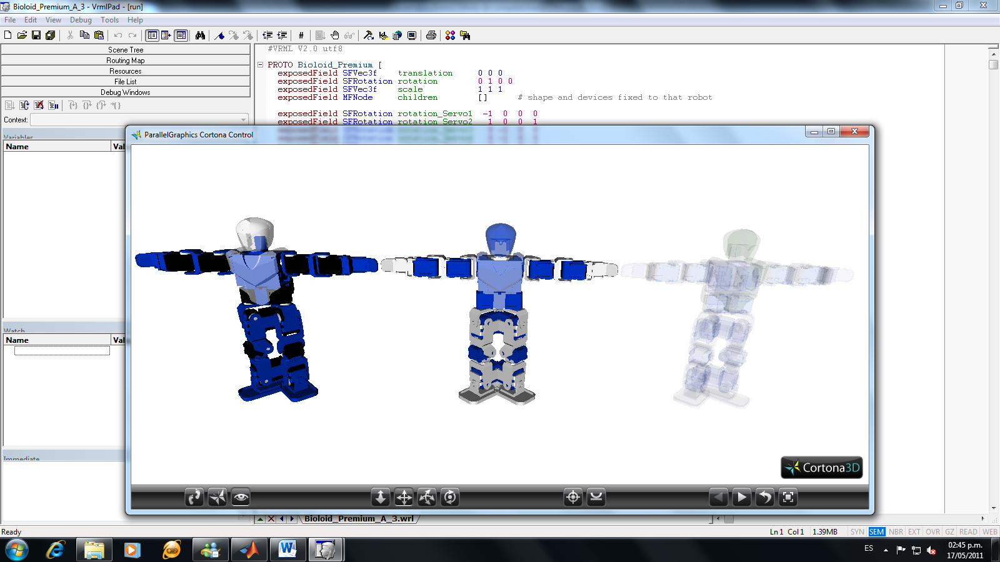 Bioloid_Premium_A_3 - VrmlPad - [run]
File Edit View Debug Tools Help
Scene Tree
Routing Map
Resources
File List
Debug Windows
Context:
Variables
Name Val
Watch
Name Val
Immediate
#VRML V2.0 utf8
PROTO Bioloid_Premium [
exposedField SFVec3f translation 0 0 0
exposedField SFRotation rotation 0 1 0 0
exposedField SFVec3f scale 1 1 1
exposedField MFNode children [] # shape and devices fixed to that robot
exposedField SFRotation rotation_Servo1 -1 0 0 0
exposedField SFRotation rotation_Servo2 1 0 0 1
ParallelGraphics Cortona Control
Cortona3D
Bioloid_Premium_A_3.wrl
Ready
Ln 1 Col 1 1.39MB SYN SEM NBR EXT OVR GZ READ WEB
ES
02:45 p.m.
17/05/2011